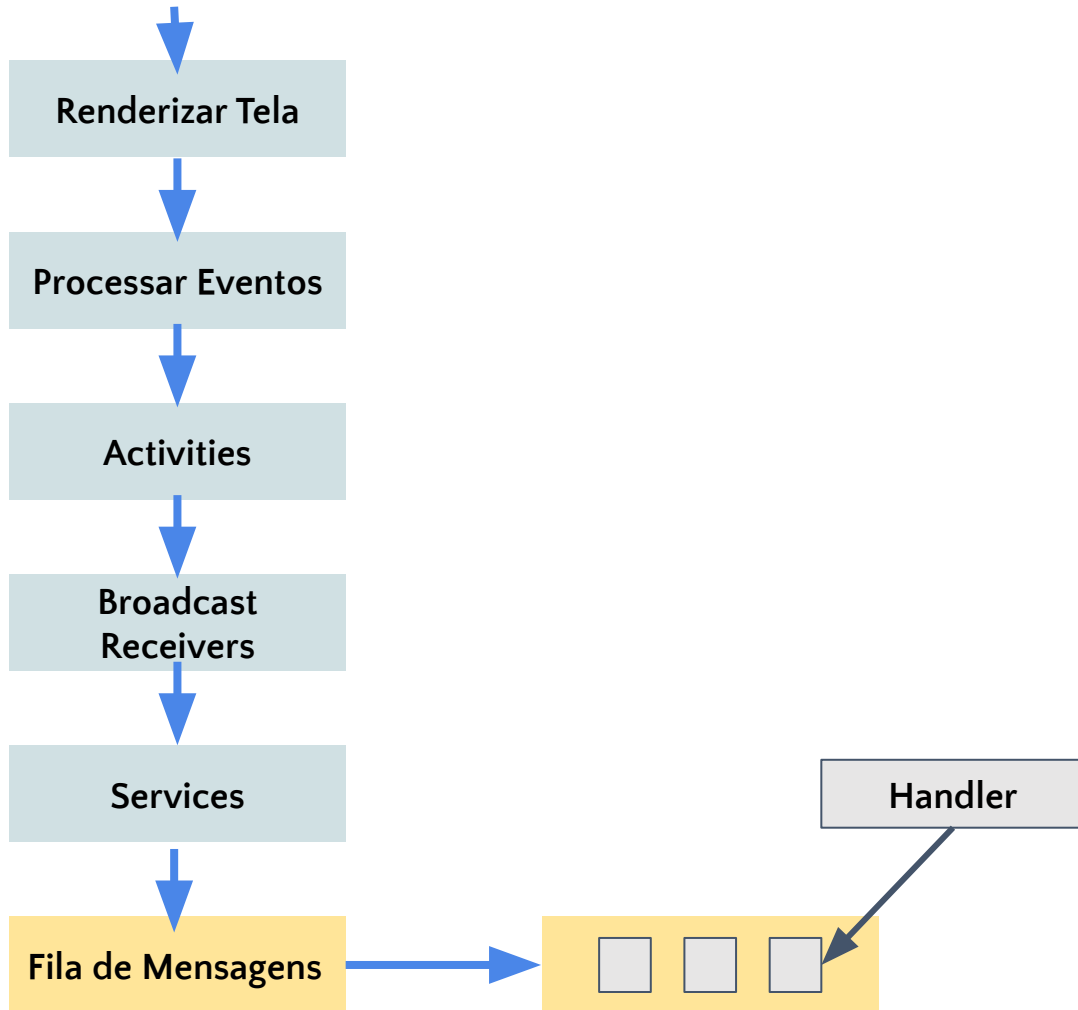 Renderizar Tela
Processar Eventos
Activities
Broadcast
Receivers
Services
Handler
Fila de Mensagens